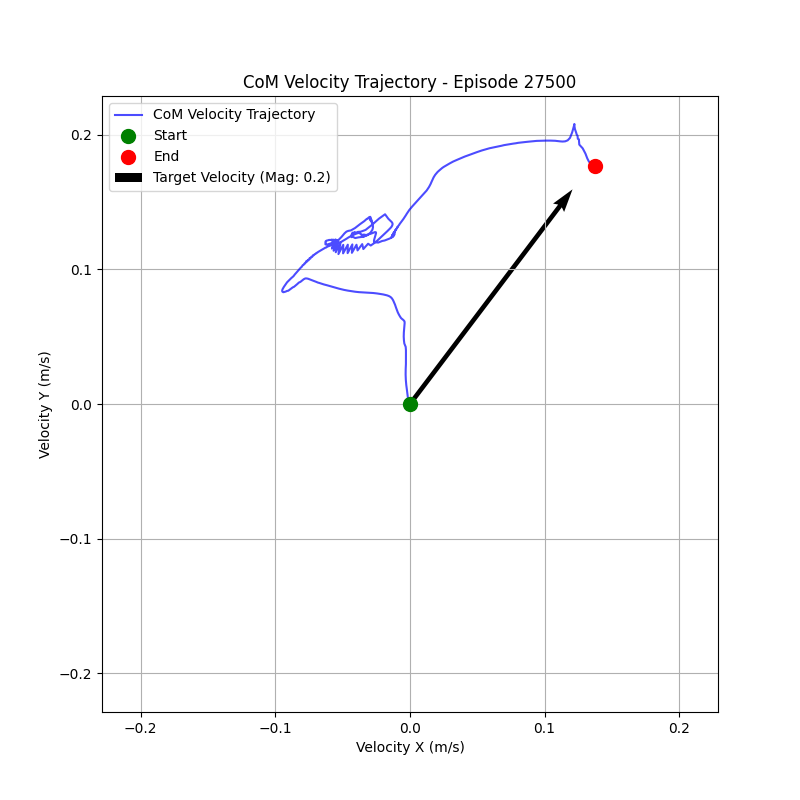 CoM Velocity Trajectory - Episode 27500
CoM Velocity Trajectory
Start
End
Target Velocity (Mag: 0.2)
0.2
0.1
0.0
−0.1
−0.2
Velocity Y (m/s)
−0.2
−0.1
0.0
0.1
0.2
Velocity X (m/s)